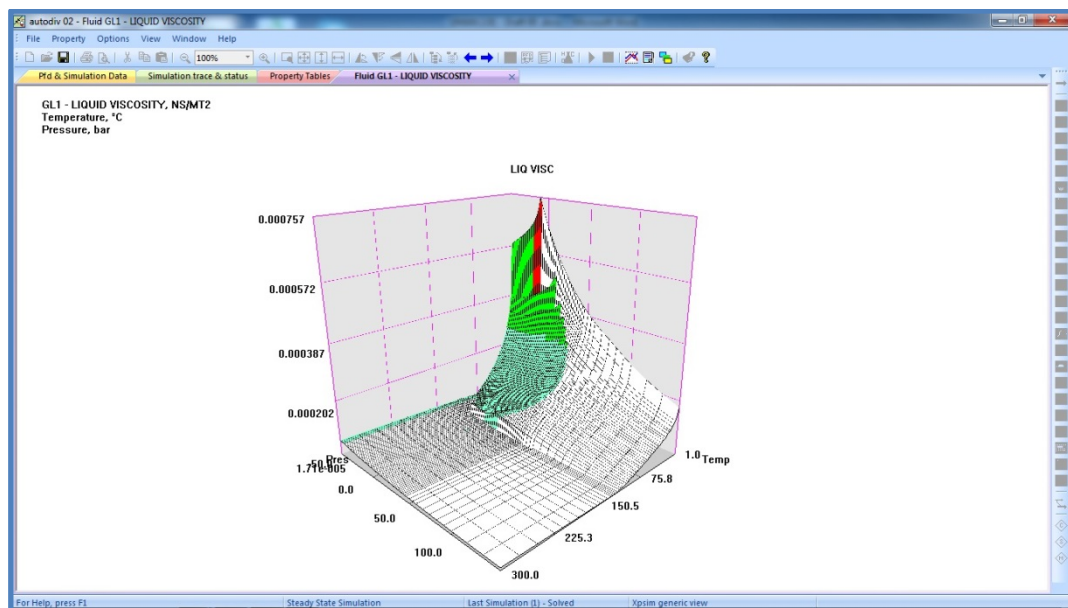 autodiv 02 - Fluid GL1 - LIQUID VISCOSITY
File Property Options View Window Help
100%
Pfd & Simulation Data Simulation trace & status Property Tables Fluid GL1 - LIQUID VISCOSITY
GL1 - LIQUID VISCOSITY, NS/MT2
Temperature, °C
Pressure, bar
LIQ VISC
0.000757
0.000572
0.000387
0.000202
1.0 Temp
75.8
0.0
150.5
50.0
225.3
100.0
300.0
For Help, press F1 Steady State Simulation Last Simulation (1) - Solved Xpsim generic view